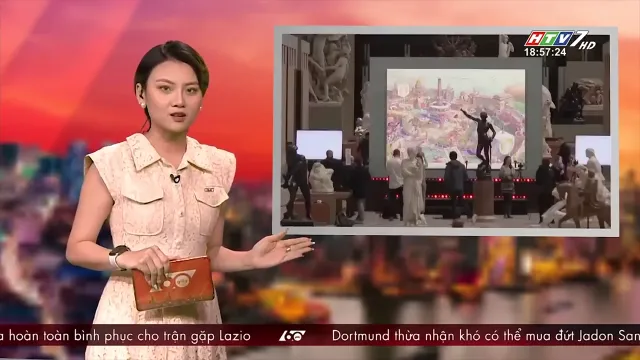 HTV7 HD
18:57:24
a hoàn toàn bình phục cho trận gặp Lazio 60 Dortmund thừa nhận khó có thể mua đứt Jadon San